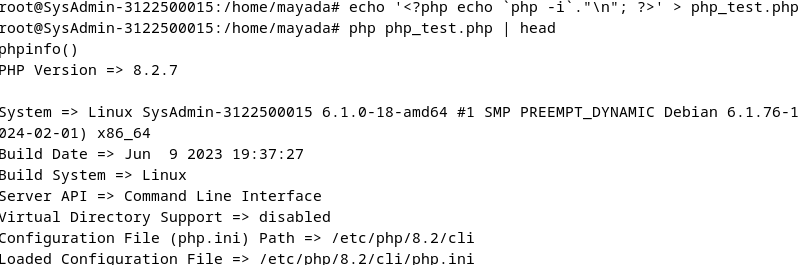 root@SysAdmin-3122500015:/home/mayada# echo '<?php echo `php -i`."\n"; ?>' > php_test.php
root@SysAdmin-3122500015:/home/mayada# php php_test.php | head
phpinfo()
PHP Version => 8.2.7
System => Linux SysAdmin-3122500015 6.1.0-18-amd64 #1 SMP PREEMPT_DYNAMIC Debian 6.1.76-1
024-02-01) x86_64
Build Date => Jun  9 2023 19:37:27
Build System => Linux
Server API => Command Line Interface
Virtual Directory Support => disabled
Configuration File (php.ini) Path => /etc/php/8.2/cli
Loaded Configuration File => /etc/php/8.2/cli/php.ini